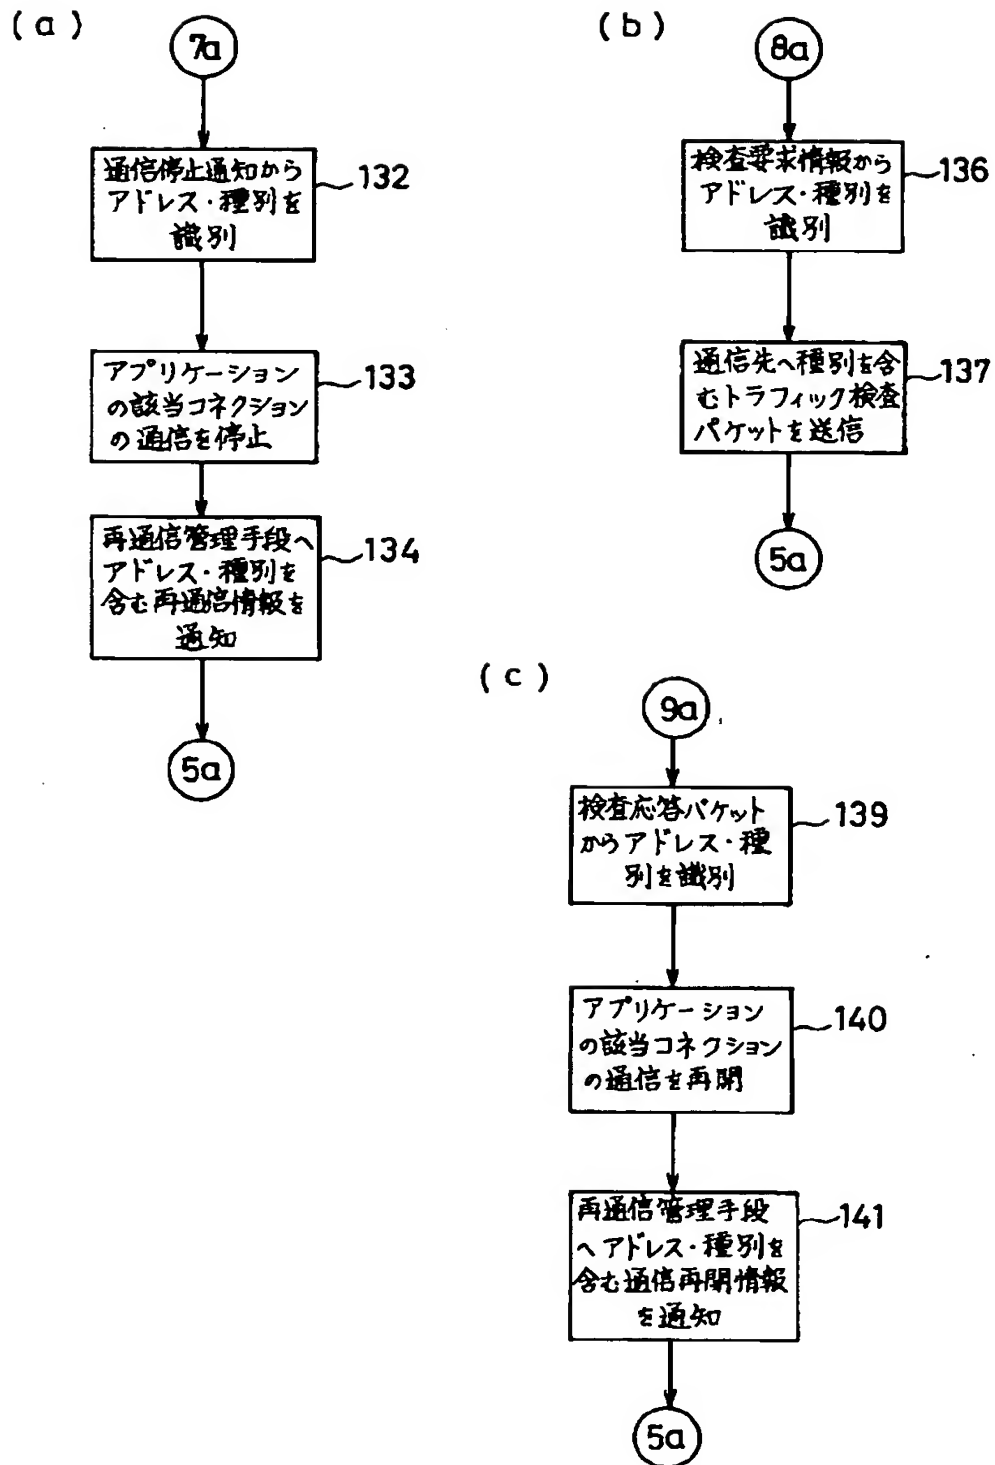 (a)
7a
通信停止通知から
アドレス・種別を
識別
132
アプリケーション
の該当コネクション
の通信を停止
133
再通信管理手段へ
アドレス・種別を
含む再通信情報を
通知
134
5a
(b)
8a
検査要求情報から
アドレス・種別を
識別
136
通信先へ種別を含
むトラフィック検査
パケットを送信
137
5a
(c)
9a
検査応答パケット
からアドレス・種
別を識別
139
アプリケーション
の該当コネクション
の通信を再開
140
再通信管理手段
へアドレス・種別を
含む通信再開情報
を通知
141
5a